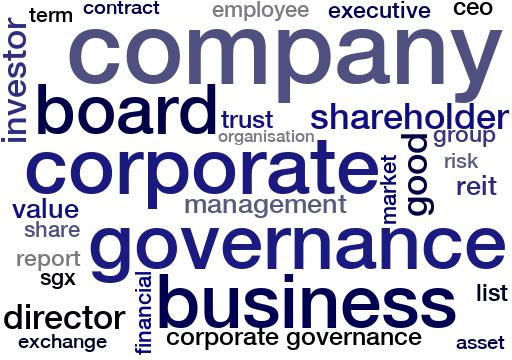 term
contract
employee
executive
ceo
investor
company
board
trust
shareholder
organisation
group
corporate
market
good
risk
reit
value
management
share
governance
report
sgx
financial
business
list
director
exchange
corporate governance
asset